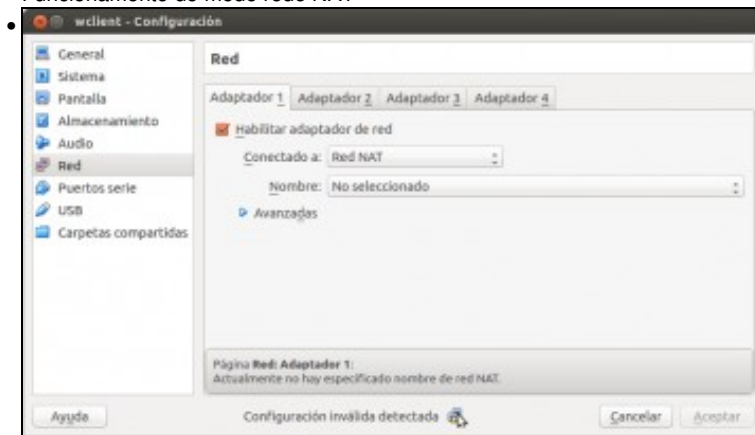 Funcionamento de modo rede NAT
wclient - Configuración
General
Sistema
Pantalla
Almacenamiento
Audio
Red
Puertos serie
USB
Carpetas compartidas
Red
Adaptador 1 Adaptador 2 Adaptador 3 Adaptador 4
Habilitar adaptador de red
Conectado a: Red NAT
Nombre: No seleccionado
Avanzadas
Página Red: Adaptador 1:
Actualmente no hay especificado nombre de red NAT.
Ayuda Configuración inválida detectada Cancelar Aceptar